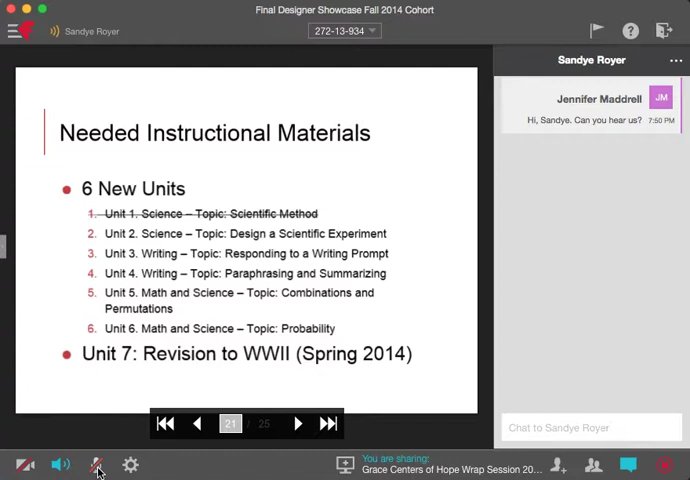 Final Designer Showcase Fall 2014 Cohort
Sandye Royer
272-13-934
?
Sandye Royer
Jennifer Maddrell
JM
Hi, Sandye. Can you hear us?
7:50 PM
Needed Instructional Materials
6 New Units
1. Unit 1. Science – Topic: Scientific Method
2. Unit 2. Science – Topic: Design a Scientific Experiment
3. Unit 3. Writing – Topic: Responding to a Writing Prompt
4. Unit 4. Writing – Topic: Paraphrasing and Summarizing
5. Unit 5. Math and Science – Topic: Combinations and
Permutations
6. Unit 6. Math and Science – Topic: Probability
Unit 7: Revision to WWII (Spring 2014)
21 / 25
Chat to Sandye Royer
You are sharing:
Grace Centers of Hope Wrap Session 20...